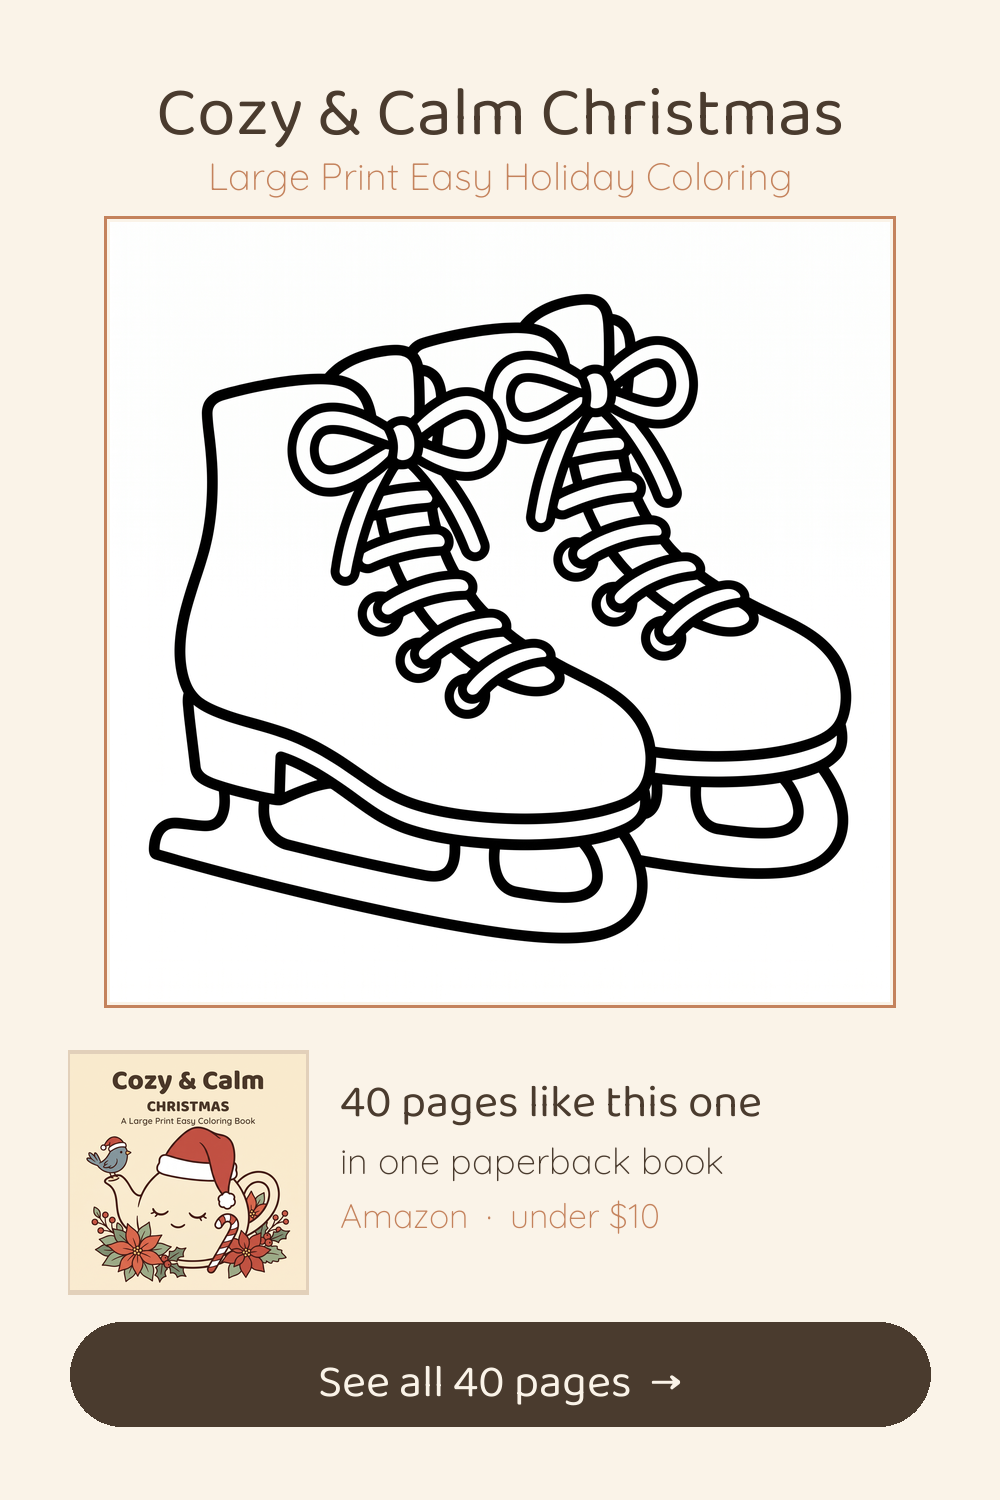 Cozy & Calm Christmas
Large Print Easy Holiday Coloring
Cozy & Calm
CHRISTMAS
A Large Print Easy Coloring Book
40 pages like this one
in one paperback book
Amazon · under $10
See all 40 pages →